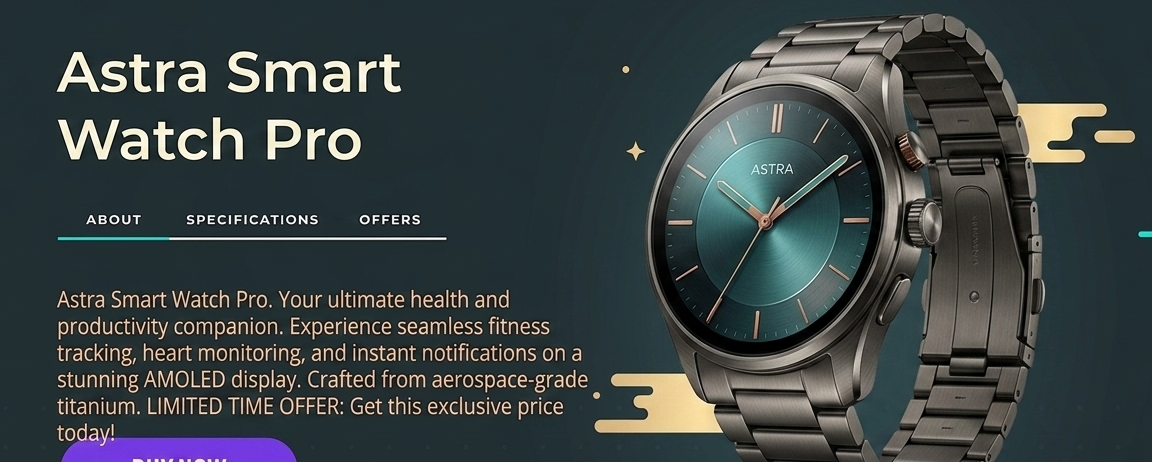 Astra Smart
Watch Pro
ABOUT SPECIFICATIONS OFFERS
Astra Smart Watch Pro. Your ultimate health and
productivity companion. Experience seamless fitness
tracking, heart monitoring, and instant notifications on a
stunning AMOLED display. Crafted from aerospace-grade
titanium. LIMITED TIME OFFER: Get this exclusive price
today!
BUY NOW
ASTRA